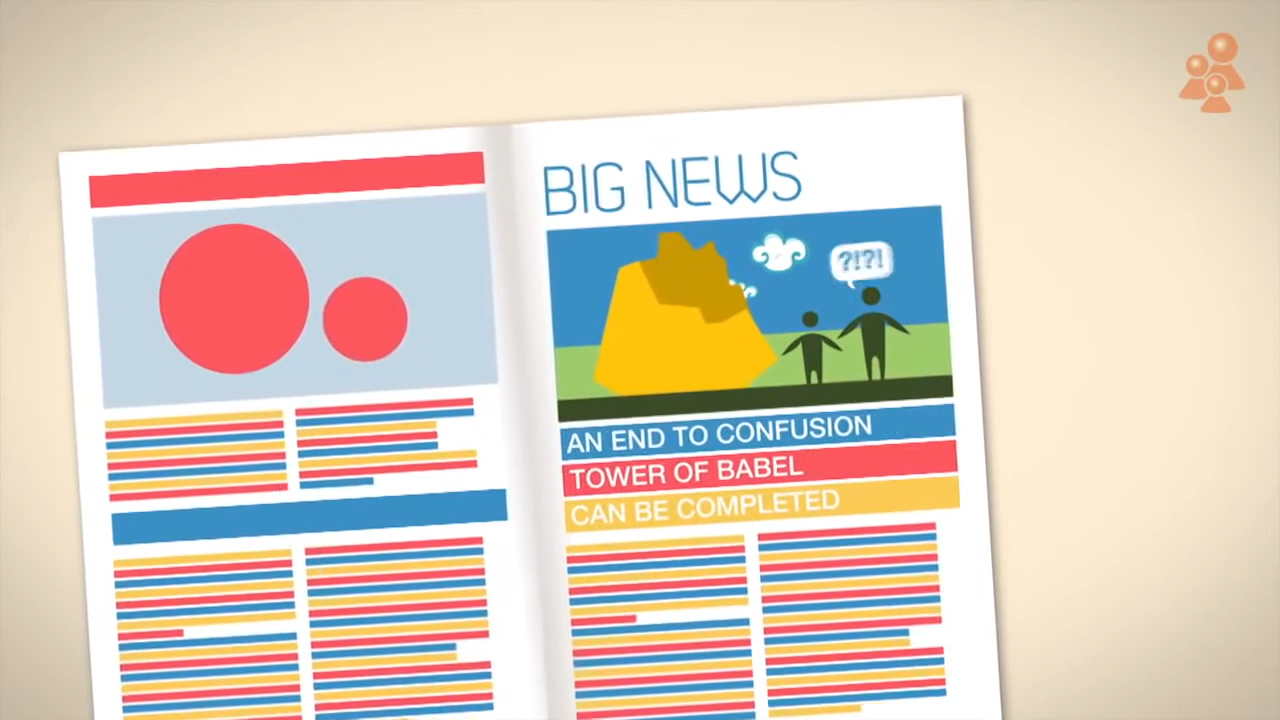 BIG NEWS
?!?!
AN END TO CONFUSION
TOWER OF BABEL
CAN BE COMPLETED